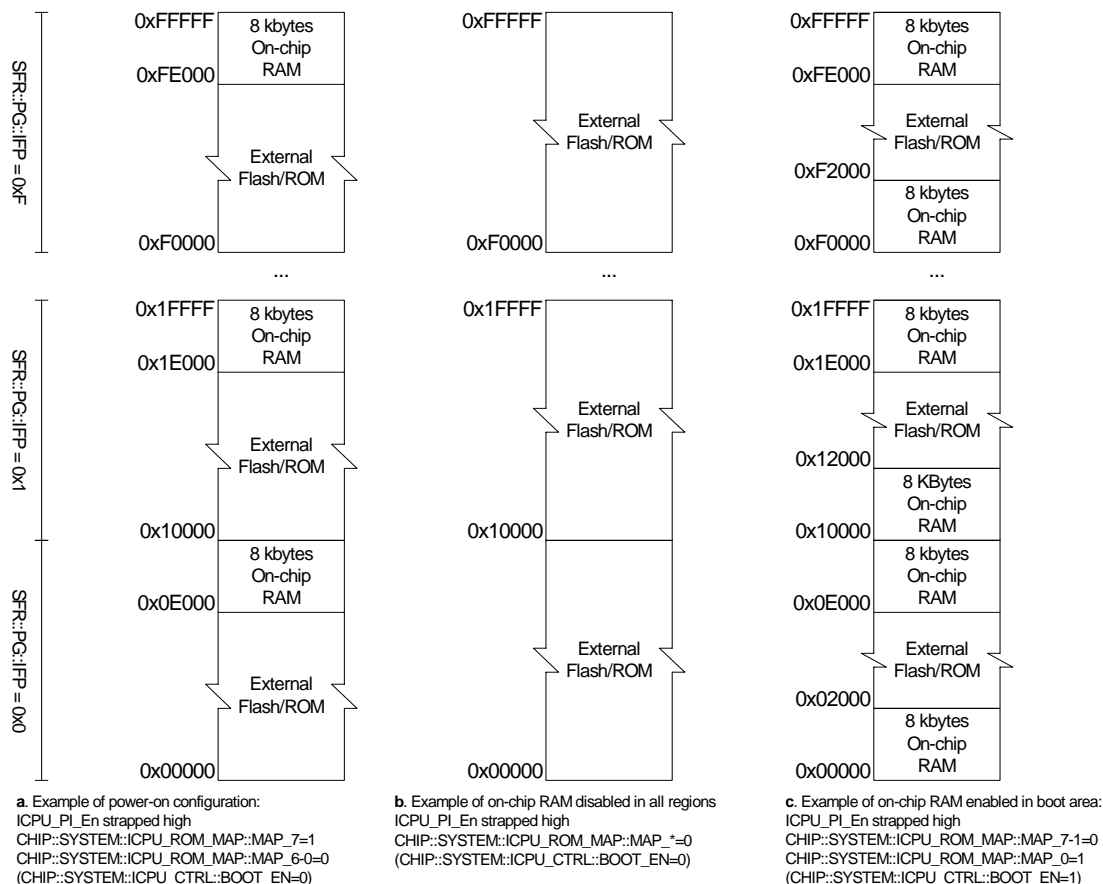 SFR::PG::IFP = 0xF
SFR::PG::IFP = 0x1
SFR::PG::IFP = 0x0
0xFFFFF
8 kbytes
On-chip
RAM
0xFE000
External
Flash/ROM
0xF0000
...
0x1FFFF
8 kbytes
On-chip
RAM
0x1E000
External
Flash/ROM
0x10000
8 kbytes
On-chip
RAM
0x0E000
External
Flash/ROM
0x00000
a. Example of power-on configuration:
ICPU_PI_En strapped high
CHIP::SYSTEM::ICPU_ROM_MAP::MAP_7=1
CHIP::SYSTEM::ICPU_ROM_MAP::MAP_6-0=0
(CHIP::SYSTEM::ICPU_CTRL::BOOT_EN=0)
0xFFFFF
External
Flash/ROM
0xF0000
...
0x1FFFF
External
Flash/ROM
0x10000
External
Flash/ROM
0x00000
b. Example of on-chip RAM disabled in all regions
ICPU_PI_En strapped high
CHIP::SYSTEM::ICPU_ROM_MAP::MAP_*=0
(CHIP::SYSTEM::ICPU_CTRL::BOOT_EN=0)
0xFFFFF
8 kbytes
On-chip
RAM
0xFE000
External
Flash/ROM
0xF2000
8 kbytes
On-chip
RAM
0xF0000
...
0x1FFFF
8 kbytes
On-chip
RAM
0x1E000
External
Flash/ROM
0x12000
8 KBytes
On-chip
RAM
0x10000
8 kbytes
On-chip
RAM
0x0E000
External
Flash/ROM
0x02000
8 kbytes
On-chip
RAM
0x00000
c. Example of on-chip RAM enabled in boot area:
ICPU_PI_En strapped high
CHIP::SYSTEM::ICPU_ROM_MAP::MAP_7-1=0
CHIP::SYSTEM::ICPU_ROM_MAP::MAP_0=1
(CHIP::SYSTEM::ICPU_CTRL::BOOT_EN=1)